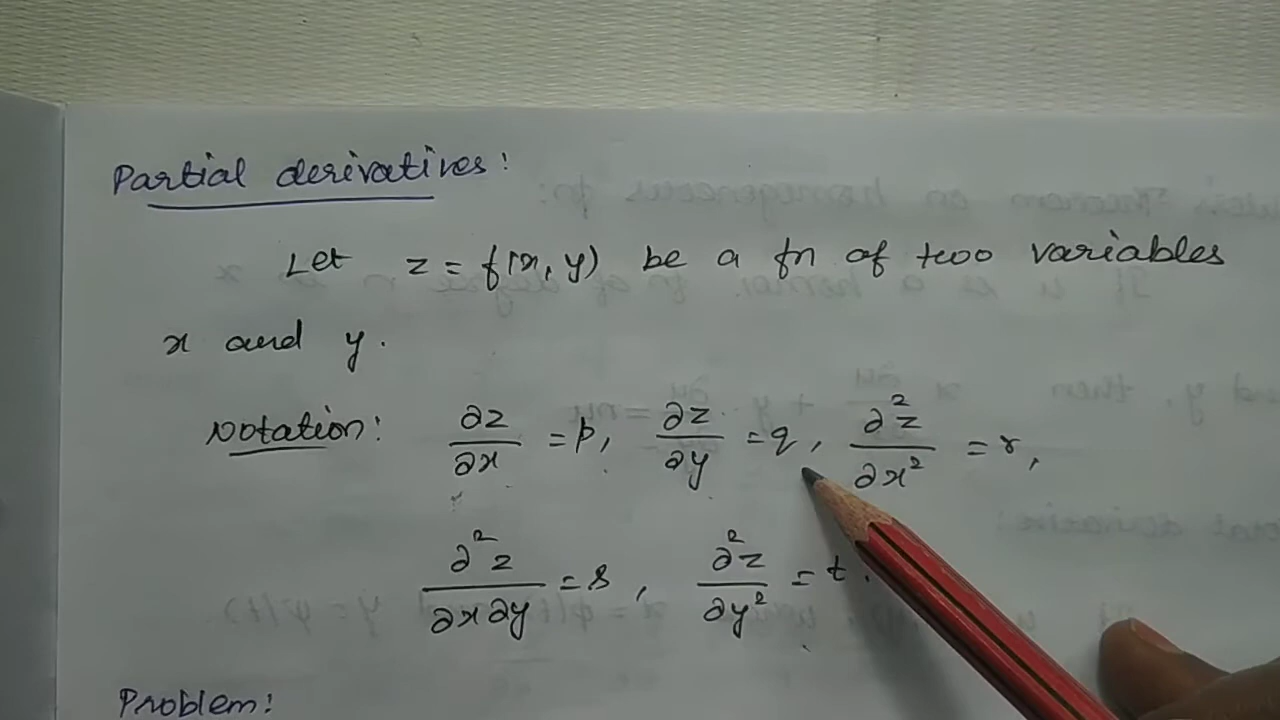 Partial derivatives:
Let z = f(x, y) be a fn of two variables
x and y.
Notation: ∂z/∂x = p, ∂z/∂y = q, ∂²z/∂x² = r,
∂²z/∂x∂y = s, ∂²z/∂y² = t.
Problem: